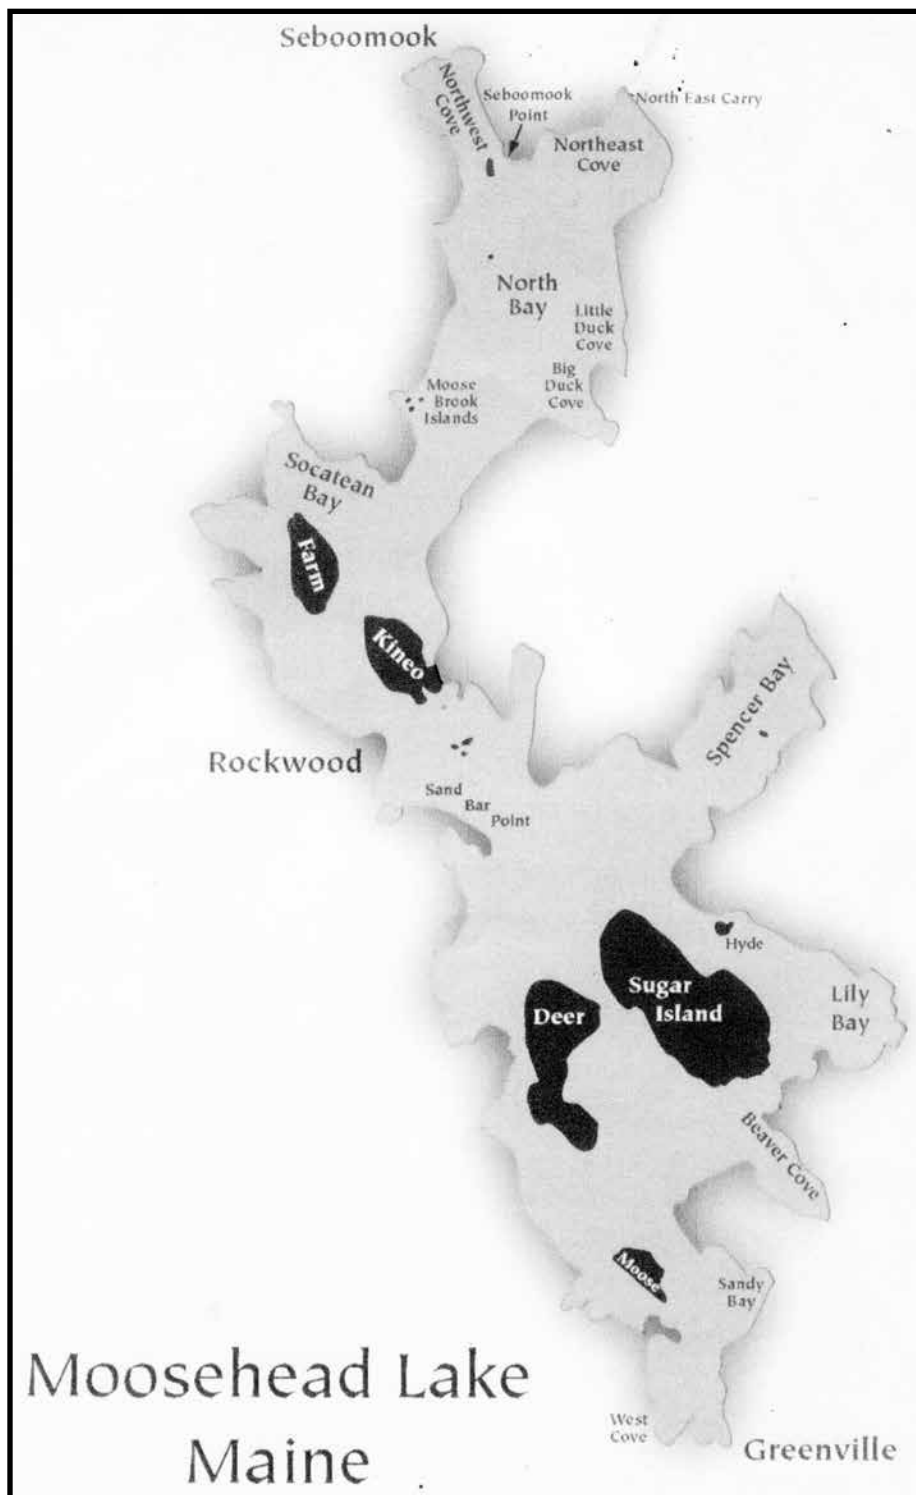 Seboomook
Northwest
Cove
Seboomook
Point
North East Carry
Northeast
Cove
North
Bay
Little
Duck
Cove
Big
Duck
Cove
Moose
Brook
Islands
Socatean
Bay
Farm
Kineo
Spencer Bay
Rockwood
Sand
Bar
Point
Hyde
Sugar
Island
Deer
Lily
Bay
Beaver Cove
Moose
Sandy
Bay
Moosehead Lake
Maine
West
Cove
Greenville